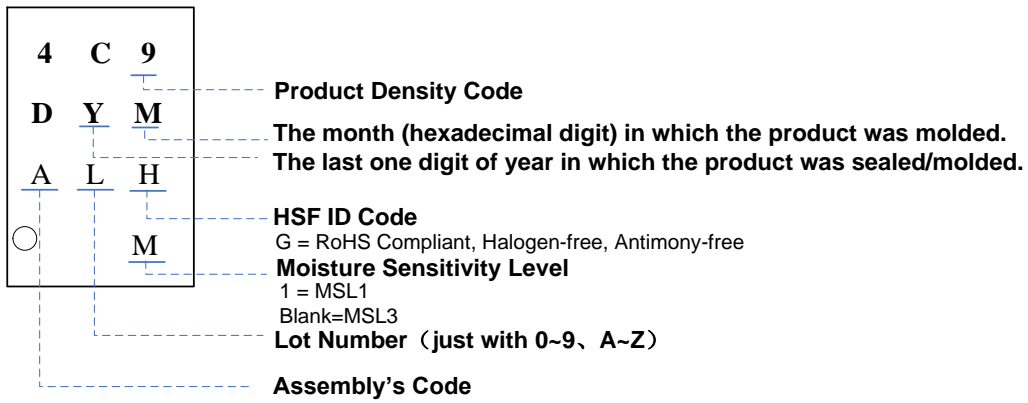 4 C 9
Product Density Code
D Y M
The month (hexadecimal digit) in which the product was molded.
The last one digit of year in which the product was sealed/molded.
A L H
HSF ID Code
G = RoHS Compliant, Halogen-free, Antimony-free
M
Moisture Sensitivity Level
1 = MSL1
Blank=MSL3
Lot Number（just with 0~9、A~Z）
Assembly's Code